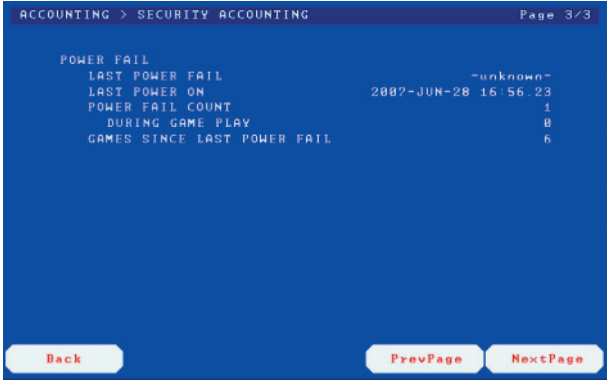 ACCOUNTING > SECURITY ACCOUNTING Page 3/3
POWER FAIL
LAST POWER FAIL -unknown-
LAST POWER ON 2007-JUN-28 16:56.23
POWER FAIL COUNT 1
DURING GAME PLAY 0
GAMES SINCE LAST POWER FAIL 6
Back PrevPage NextPage